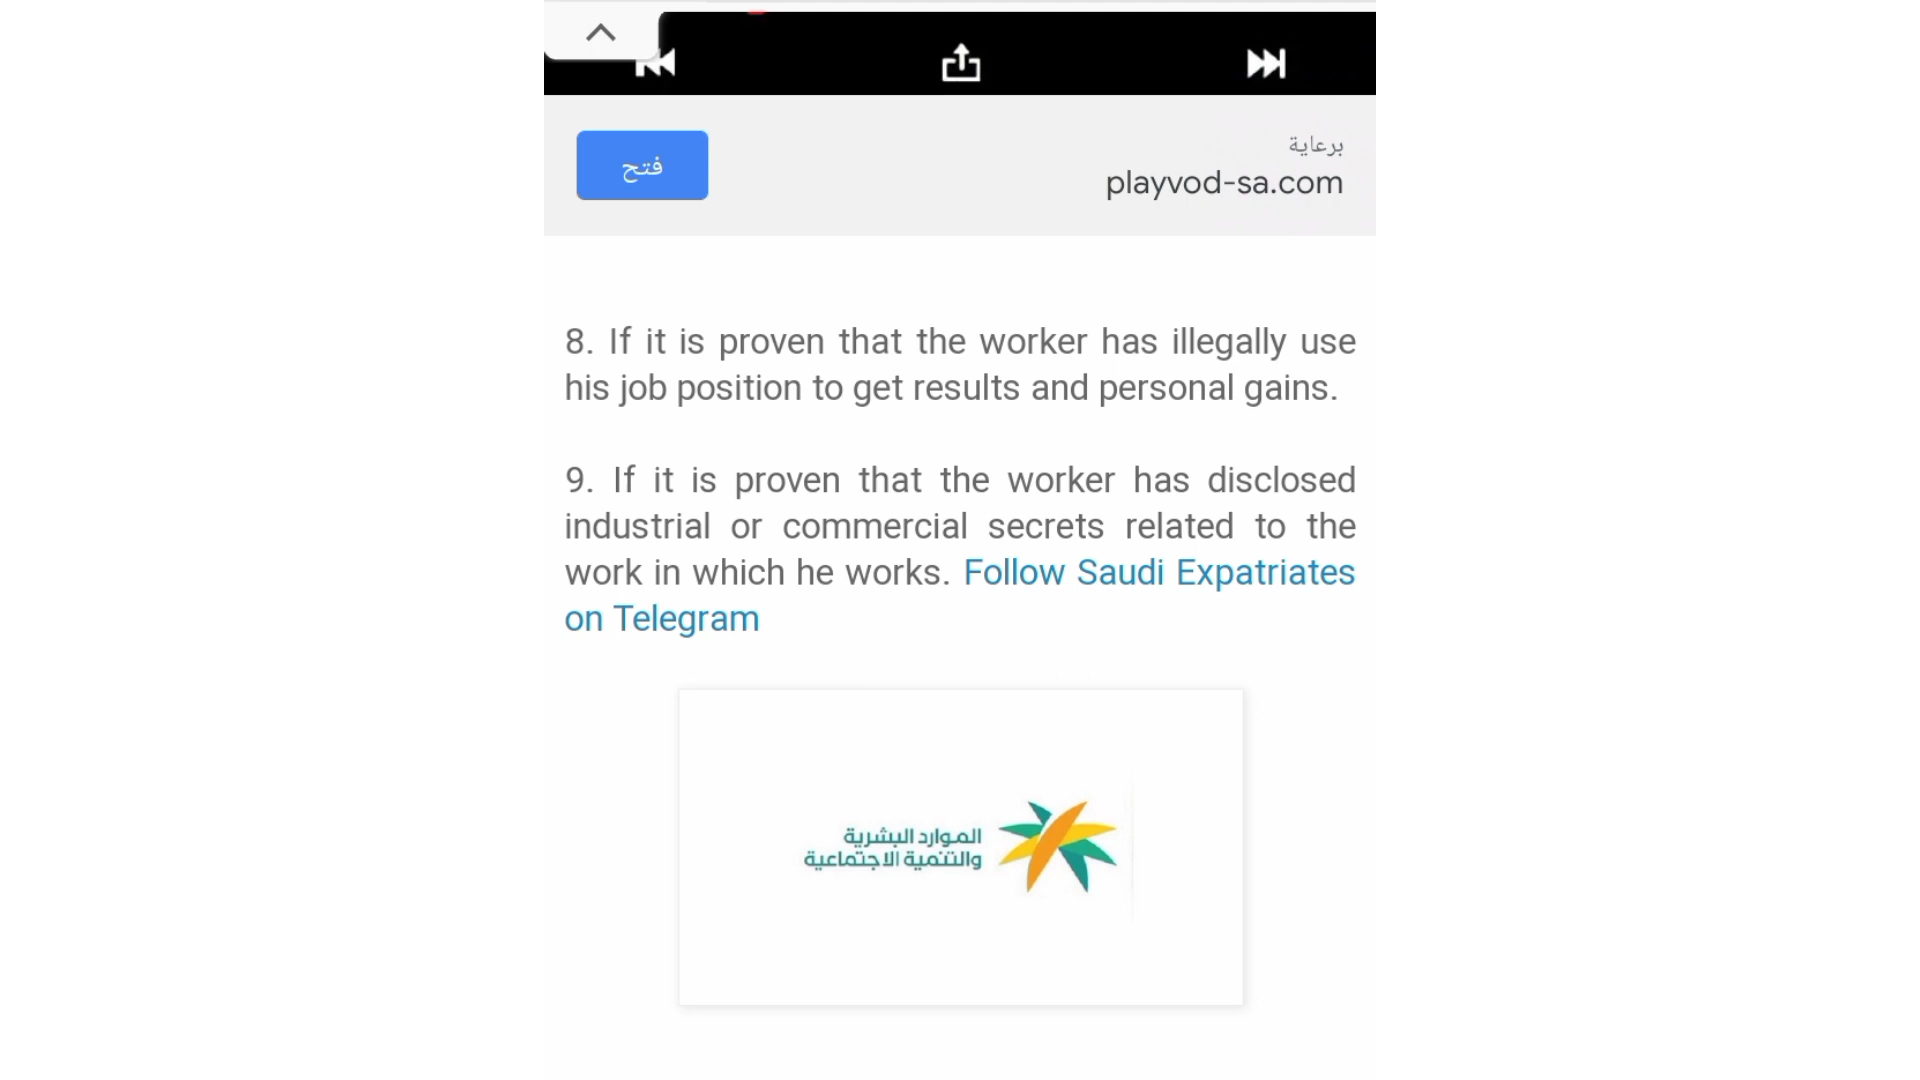 برعاية
playvod-sa.com
فتح
8. If it is proven that the worker has illegally use
his job position to get results and personal gains.
9. If it is proven that the worker has disclosed
industrial or commercial secrets related to the
work in which he works. Follow Saudi Expatriates
on Telegram
الموارد البشرية
والتنمية الاجتماعية